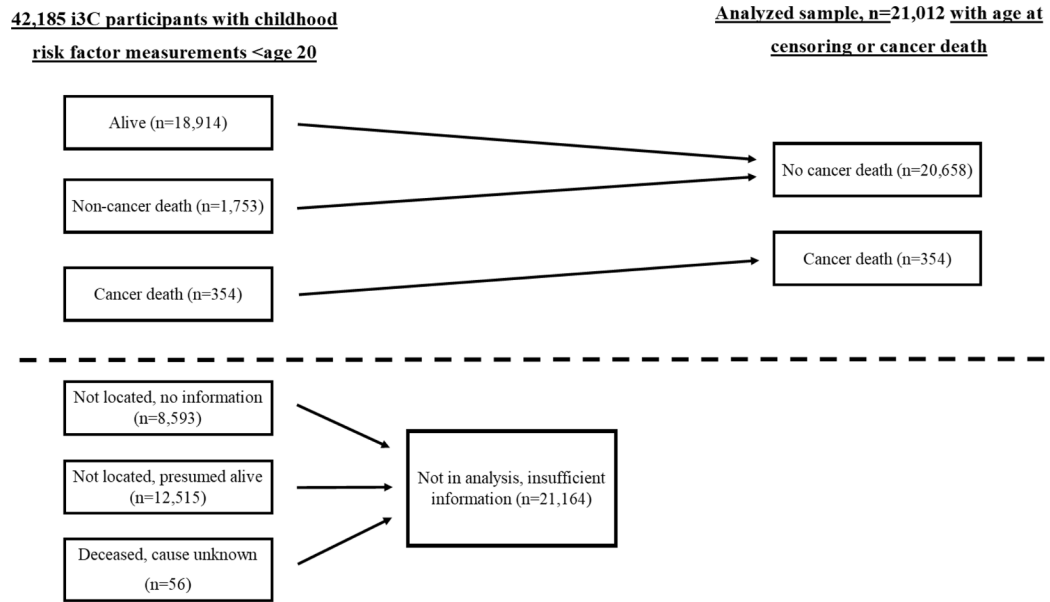 42,185 i3C participants with childhood
risk factor measurements <age 20
Analyzed sample, n=21,012 with age at
censoring or cancer death
Alive (n=18,914)
Non-cancer death (n=1,753)
Cancer death (n=354)
No cancer death (n=20,658)
Cancer death (n=354)
Not located, no information
(n=8,593)
Not located, presumed alive
(n=12,515)
Deceased, cause unknown
(n=56)
Not in analysis, insufficient
information (n=21,164)